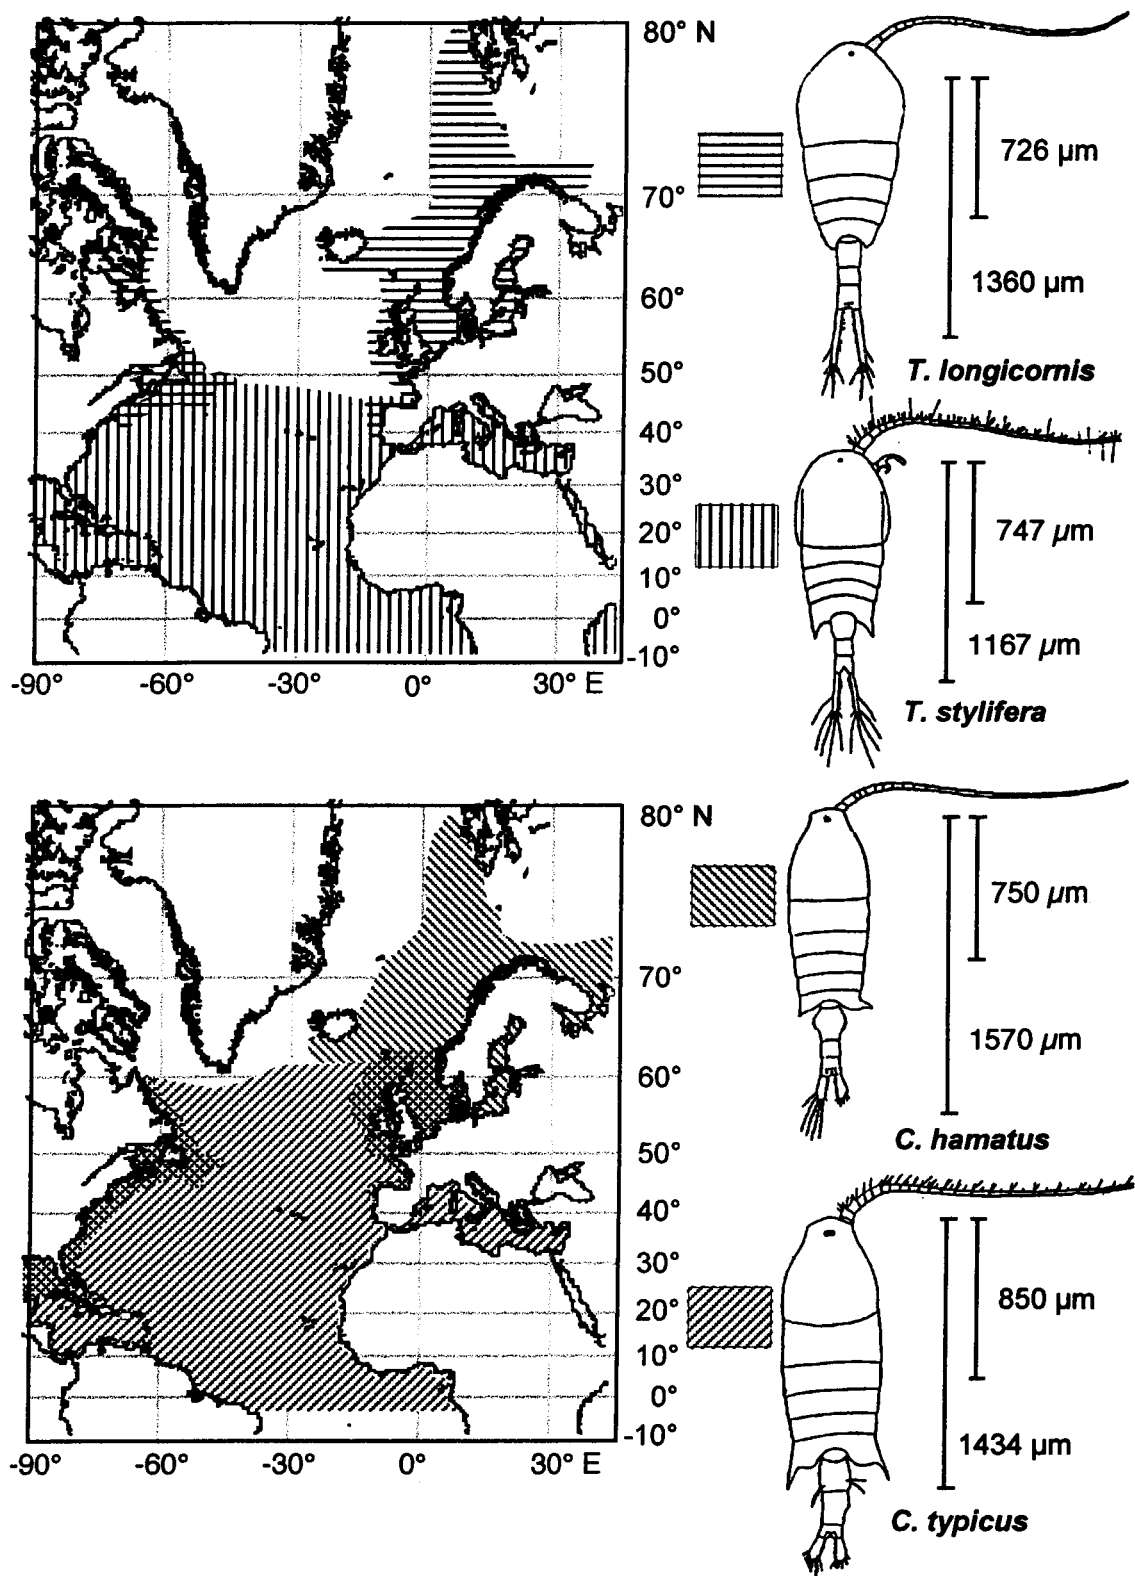 80° N
70°
60°
50°
40°
30°
20°
10°
0°
-10°
-90°
-60°
-30°
0°
30° E
726 µm
1360 µm
T. longicornis
747 µm
1167 µm
T. stylifera
80° N
70°
60°
50°
40°
30°
20°
10°
0°
-10°
-90°
-60°
-30°
0°
30° E
750 µm
1570 µm
C. hamatus
850 µm
1434 µm
C. typicus